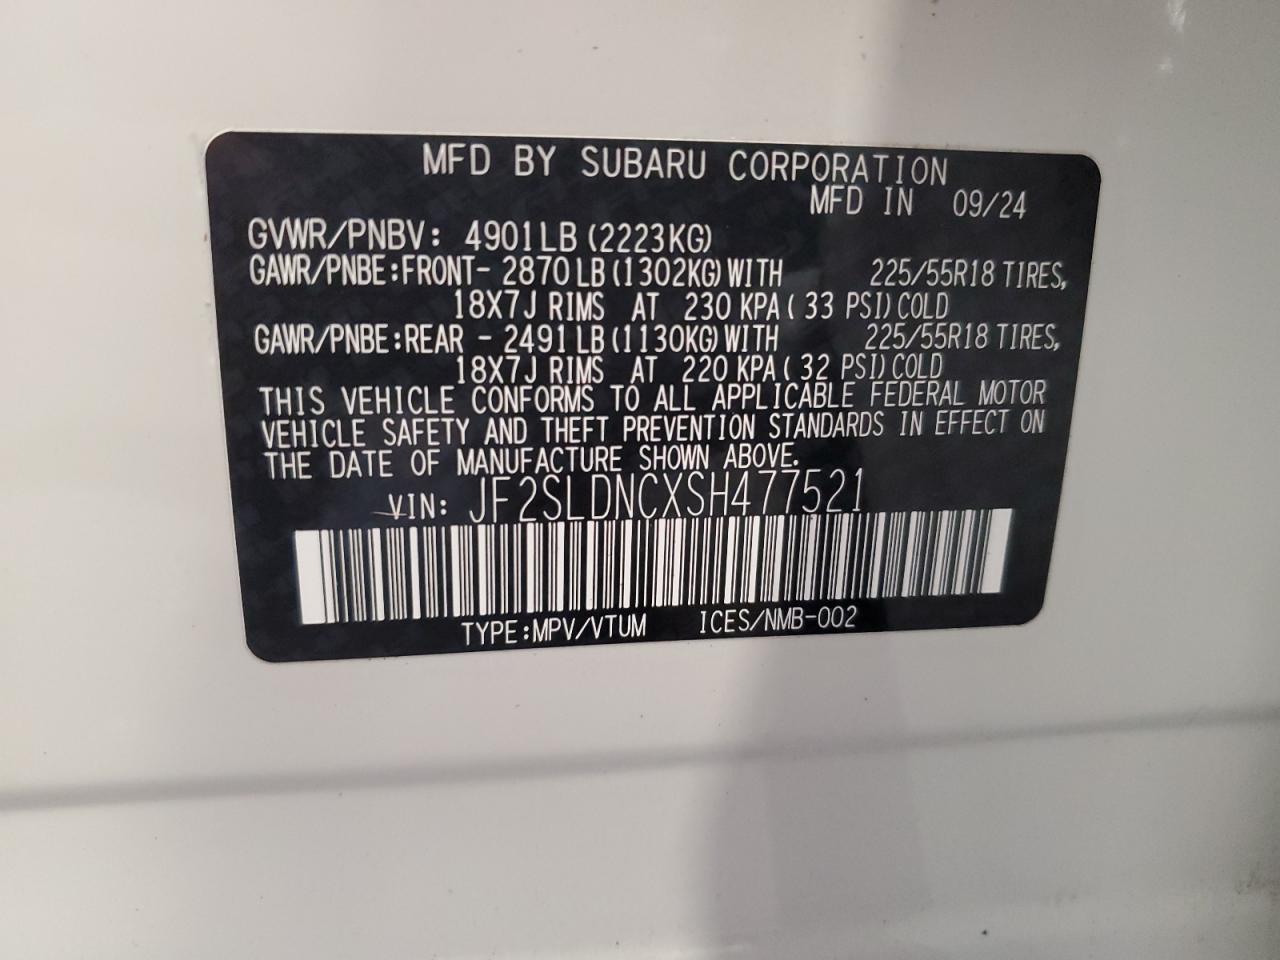 MFD BY SUBARU CORPORATION
MFD IN 09/24
GVWR/PNBV: 4901LB (2223KG)
GAWR/PNBE:FRONT- 2870LB(1302KG)WITH 225/55R18 TIRES,
18X7J RIMS AT 230 KPA( 33 PSI)COLD
GAWR/PNBE:REAR - 2491LB(1130KG)WITH 225/55R18 TIRES,
18X7J RIMS AT 220 KPA( 32 PSI)COLD
THIS VEHICLE CONFORMS TO ALL APPLICABLE FEDERAL MOTOR
VEHICLE SAFETY AND THEFT PREVENTION STANDARDS IN EFFECT ON
THE DATE OF MANUFACTURE SHOWN ABOVE.
VIN: JF2SLDNCXSH477521
TYPE:MPV/VTUM ICES/NMB-002